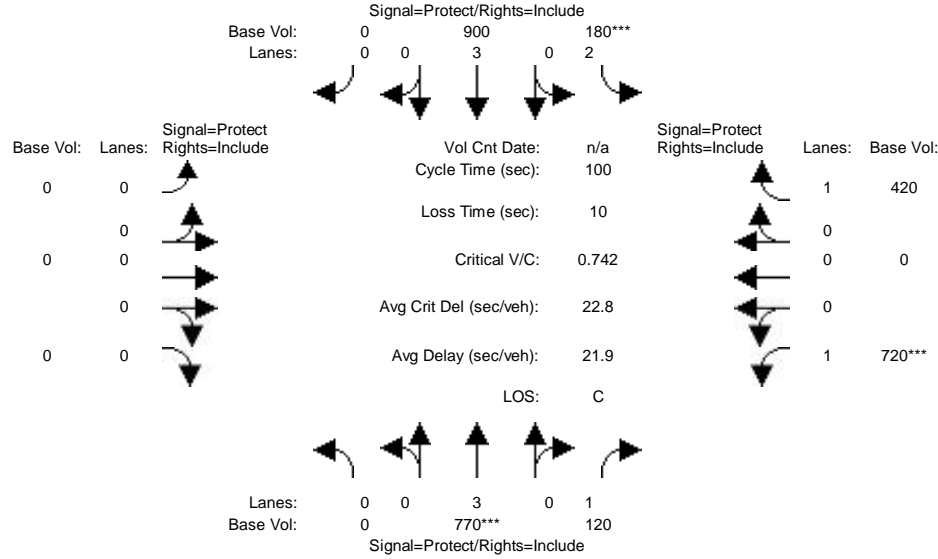 Signal=Protect/Rights=Include
Base Vol: 0 900 180***
Lanes: 0 0 3 0 2
Signal=Protect
Base Vol: Lanes: Rights=Include
Vol Cnt Date: n/a
Signal=Protect
Rights=Include Lanes: Base Vol:
Cycle Time (sec): 100
0 0
1 420
Loss Time (sec): 10
0
0
0 0
Critical V/C: 0.742
0 0
0
Avg Crit Del (sec/veh): 22.8
0
0 0
Avg Delay (sec/veh): 21.9
1 720***
LOS: C
Lanes: 0 0 3 0 1
Base Vol: 0 770*** 120
Signal=Protect/Rights=Include